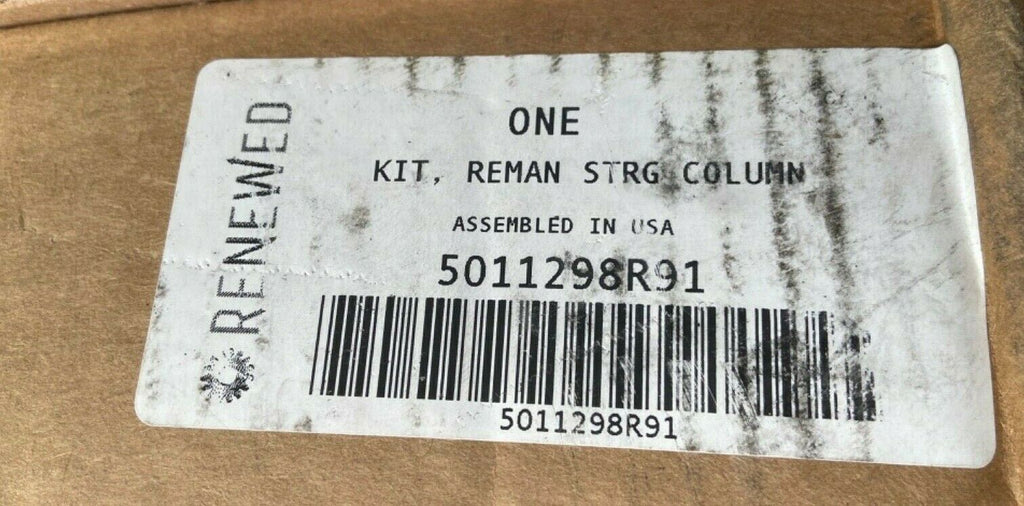 RENEWED
ONE
KIT, REMAN STRG COLUMN
ASSEMBLED IN USA
5011298R91
5011298R91